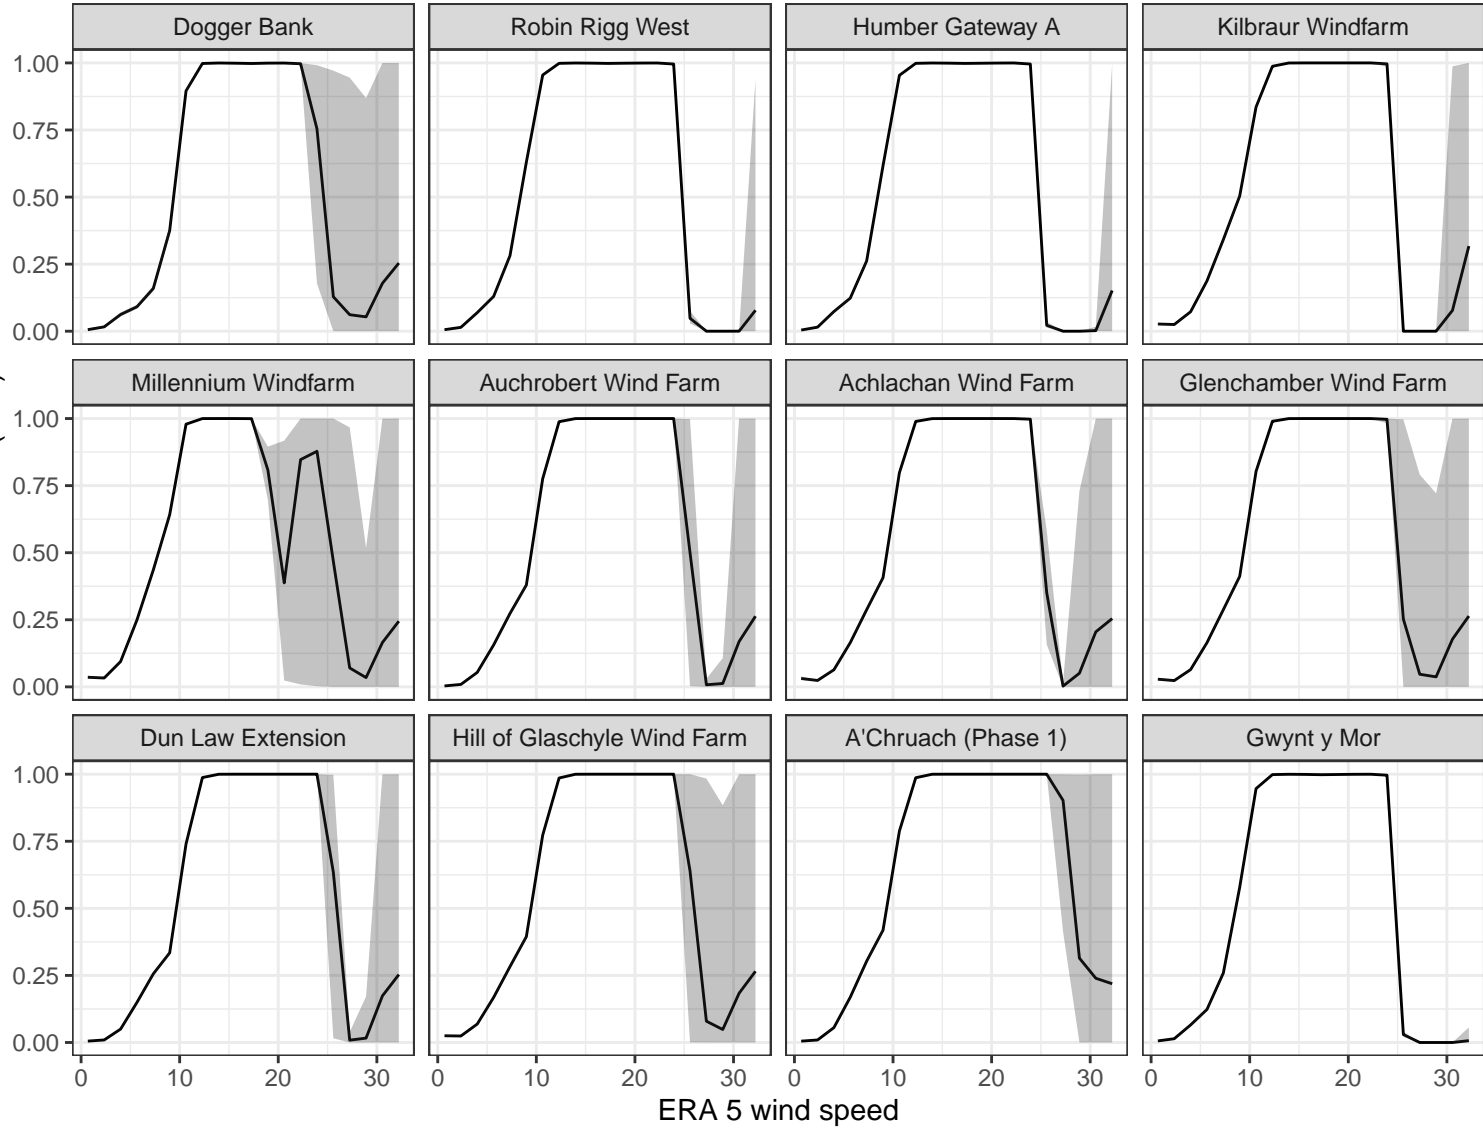 Dogger Bank
Robin Rigg West
Humber Gateway A
Kilbraur Windfarm
1.00
0.75
0.50
0.25
0.00
Millennium Windfarm
Auchrobert Wind Farm
Achlachan Wind Farm
Glenchamber Wind Farm
1.00
0.75
0.50
0.25
0.00
Dun Law Extension
Hill of Glaschyle Wind Farm
A'Chruach (Phase 1)
Gwynt y Mor
1.00
0.75
0.50
0.25
0.00
0 10 20 30
0 10 20 30
0 10 20 30
0 10 20 30
ERA 5 wind speed